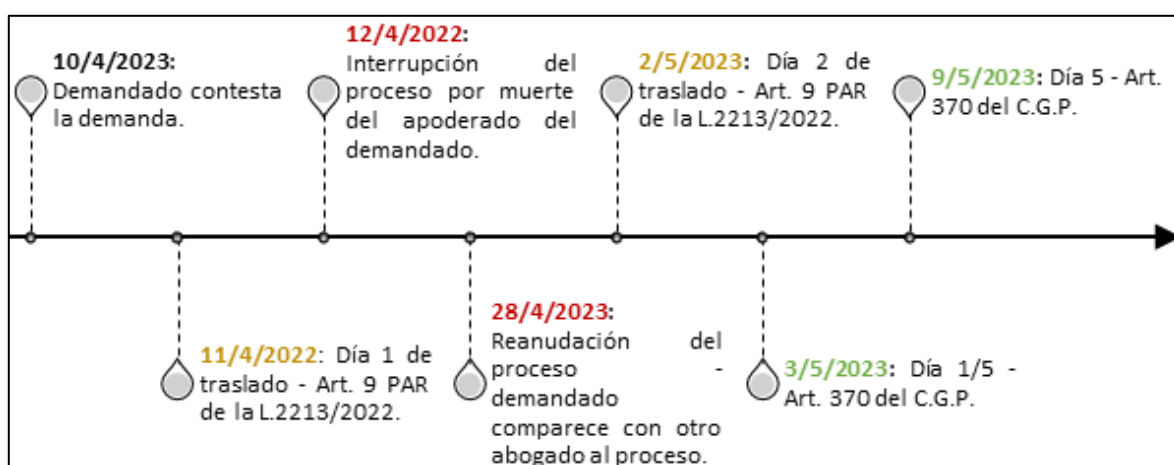 10/4/2023:
Demandado contesta
la demanda.
11/4/2022: Día 1 de
traslado - Art. 9 PAR
de la L.2213/2022.
12/4/2022:
Interrupción del
proceso por muerte
del apoderado del
demandado.
28/4/2023:
Reanudación del
proceso -
demandado
comparece con otro
abogado al proceso.
2/5/2023: Día 2 de
traslado - Art. 9 PAR
de la L.2213/2022.
3/5/2023: Día 1/5 -
Art. 370 del C.G.P.
9/5/2023: Día 5 - Art.
370 del C.G.P.